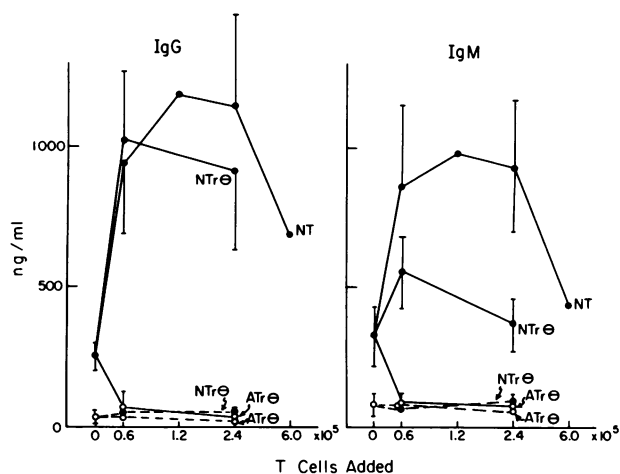 IgG
IgM
ng/ml
1000
500
0
NTr⊖
NT
NTr⊖
ATr⊖
ATr⊖
0 0.6 1.2 2.4 6.0 x10⁵
NT
NTr⊖
NTr⊖
ATr⊖
ATr⊖
0 0.6 1.2 2.4 6.0 x10⁵
T Cells Added